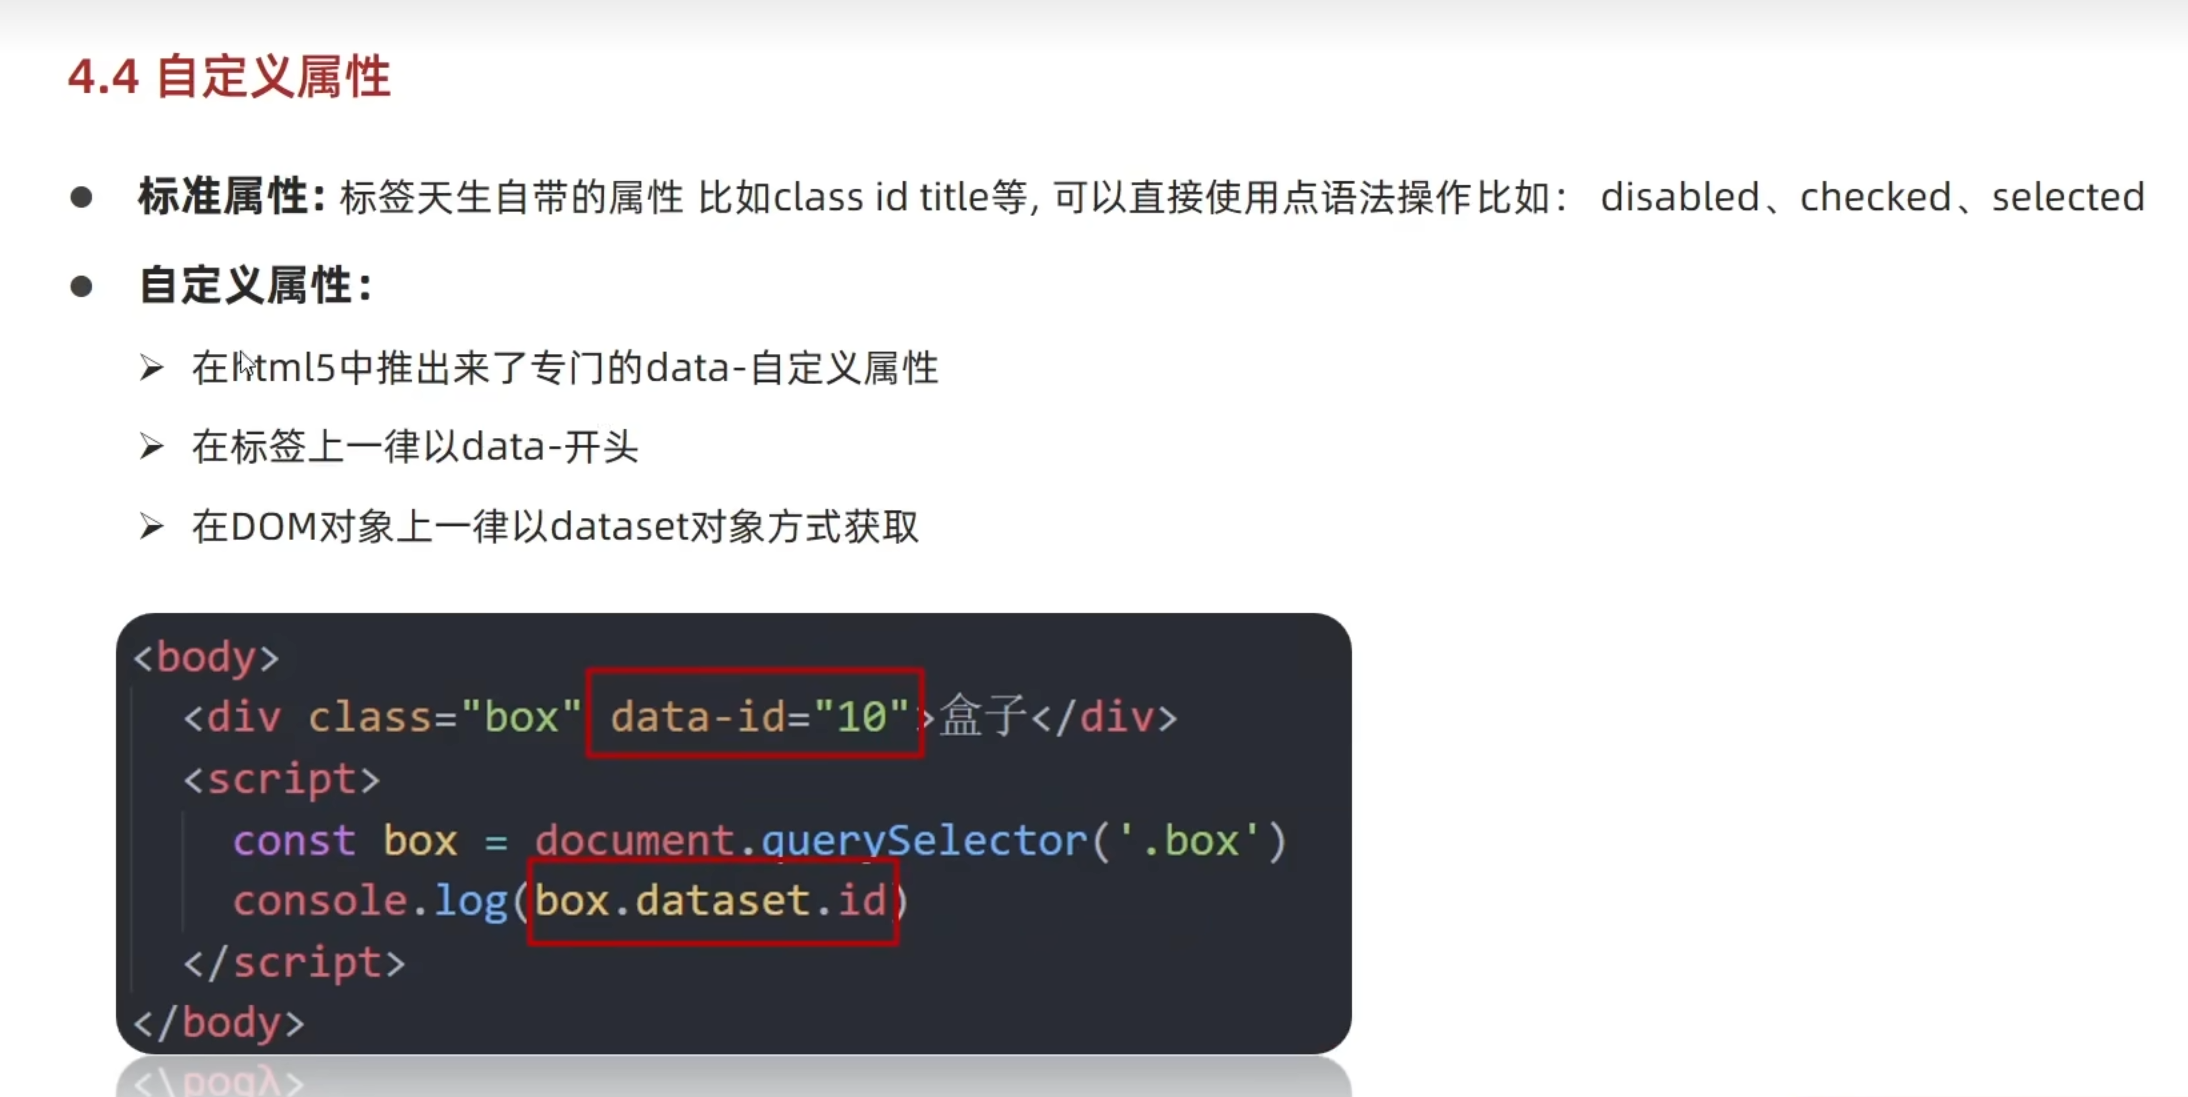 4.4 自定义属性
标准属性: 标签天生自带的属性 比如class id title等, 可以直接使用点语法操作比如： disabled、checked、selected
自定义属性：
在html5中推出来了专门的data-自定义属性
在标签上一律以data-开头
在DOM对象上一律以dataset对象方式获取
<body>
<div class="box" data-id="10">盒子</div>
<script>
const box = document.querySelector('.box')
console.log(box.dataset.id)
</script>
</body>